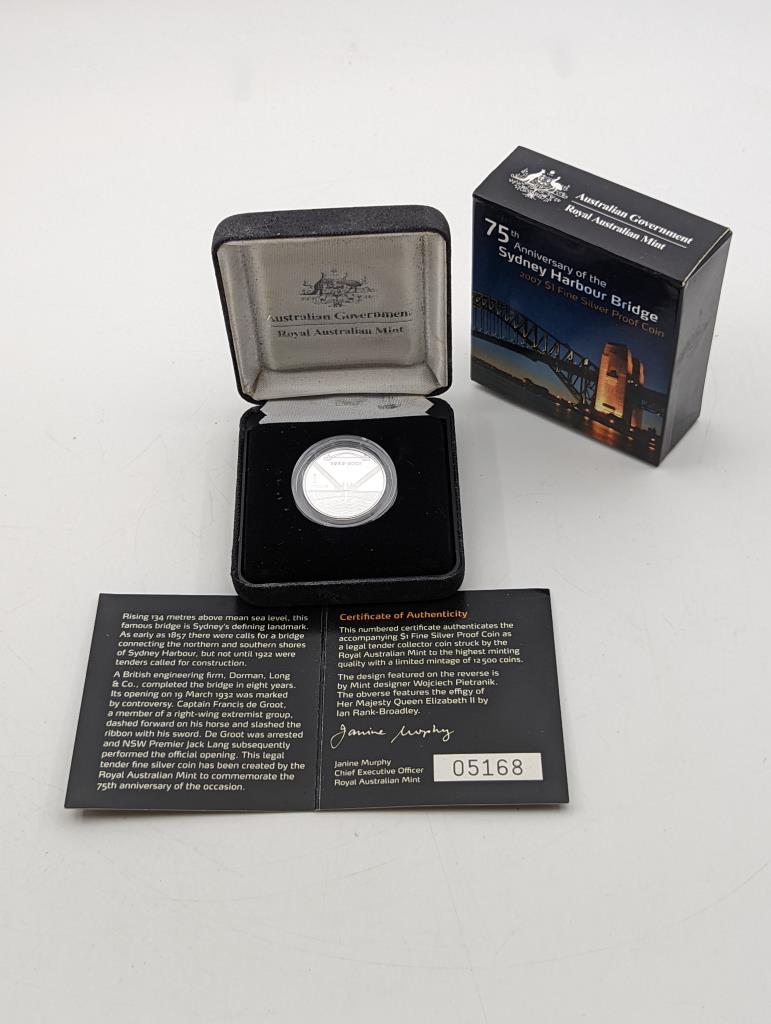 Australian Government
Royal Australian Mint
75th
Anniversary of the
Sydney Harbour Bridge
2007 $1 Fine Silver Proof Coin
Australian Government
Royal Australian Mint
1932-2007
Rising 134 metres above mean sea level, this
famous bridge is Sydney's defining landmark.
As early as 1857 there were calls for a bridge
connecting the northern and southern shores
of Sydney Harbour, but not until 1922 were
tenders called for construction.
A British engineering firm, Dorman, Long
& Co., completed the bridge in eight years.
Its opening on 19 March 1932 was marked
by controversy. Captain Francis de Groot,
a member of a right-wing extremist group,
dashed forward on his horse and slashed the
ribbon with his sword. De Groot was arrested
and NSW Premier Jack Lang subsequently
performed the official opening. This legal
tender fine silver coin has been created by the
Royal Australian Mint to commemorate the
75th anniversary of the occasion.
Certificate of Authenticity
This numbered certificate authenticates the
accompanying $1 Fine Silver Proof Coin as
a legal tender collector coin struck by the
Royal Australian Mint to the highest minting
quality with a limited mintage of 12500 coins.
The design featured on the reverse is
by Mint designer Wojciech Pietranik.
The obverse features the effigy of
Her Majesty Queen Elizabeth II by
Ian Rank-Broadley.
Janine Murphy
Janine Murphy
Chief Executive Officer
Royal Australian Mint
05168